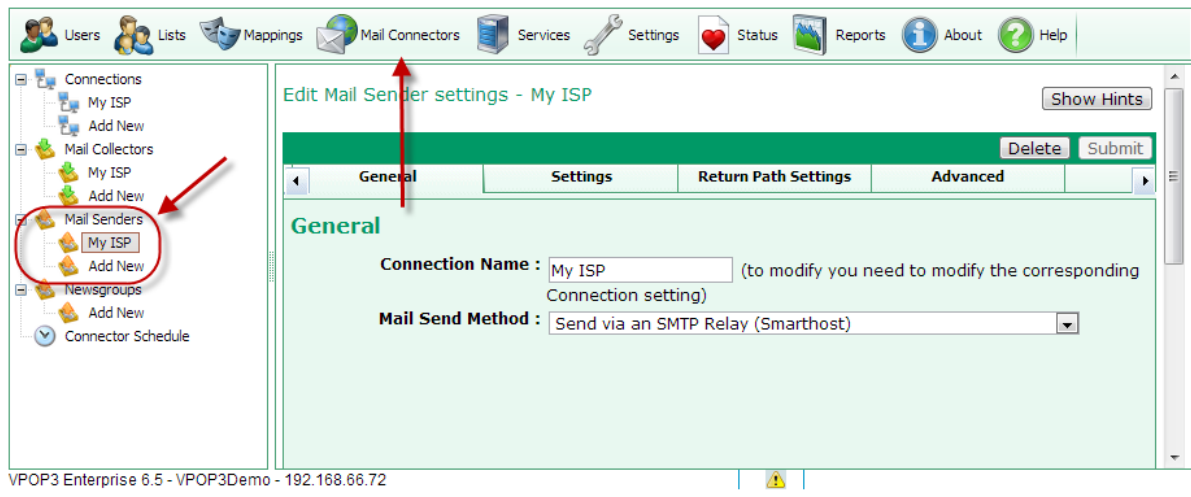 Users Lists Mappings Mail Connectors Services Settings Status Reports About Help
Connections
My ISP
Add New
Mail Collectors
My ISP
Add New
Mail Senders
My ISP
Add New
Newsgroups
Add New
Connector Schedule
Edit Mail Sender settings - My ISP
Show Hints
Delete Submit
General Settings Return Path Settings Advanced
General
Connection Name : My ISP (to modify you need to modify the corresponding
Connection setting)
Mail Send Method : Send via an SMTP Relay (Smarthost)
VPOP3 Enterprise 6.5 - VPOP3Demo - 192.168.66.72